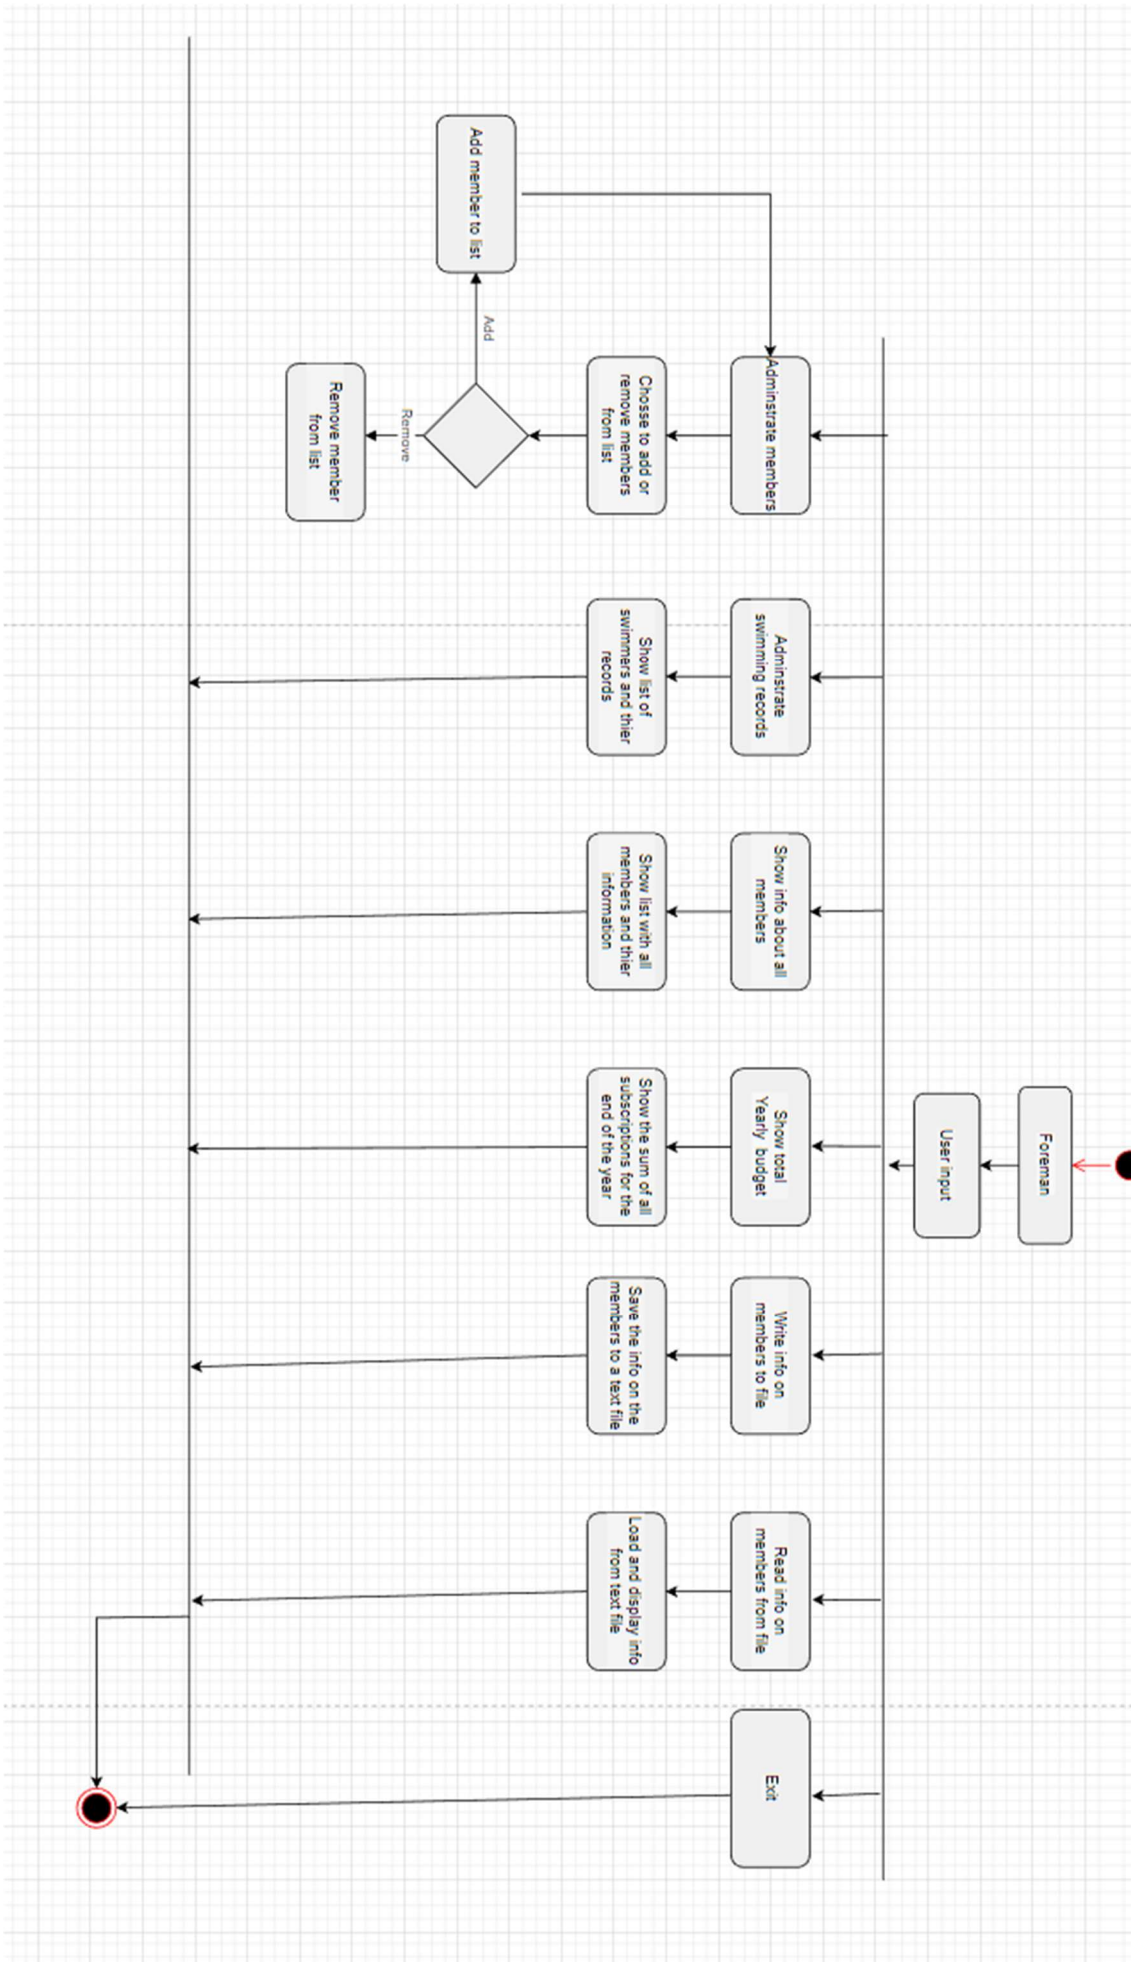 Foreman
User input
Adminstrate members
Adminstrate
swimming records
Show info about all
members
Show total
Yearly budget
Write info on
members to file
Read info on
members from file
Exit
Chosse to add or
remove members
from list
Show list of
swimmers and thier
records
Show list with all
members and thier
information
Show the sum of all
subscriptions for the
end of the year
Save the info on the
members to a text file
Load and display info
from text file
Add
Add member to list
Remove
Remove member
from list